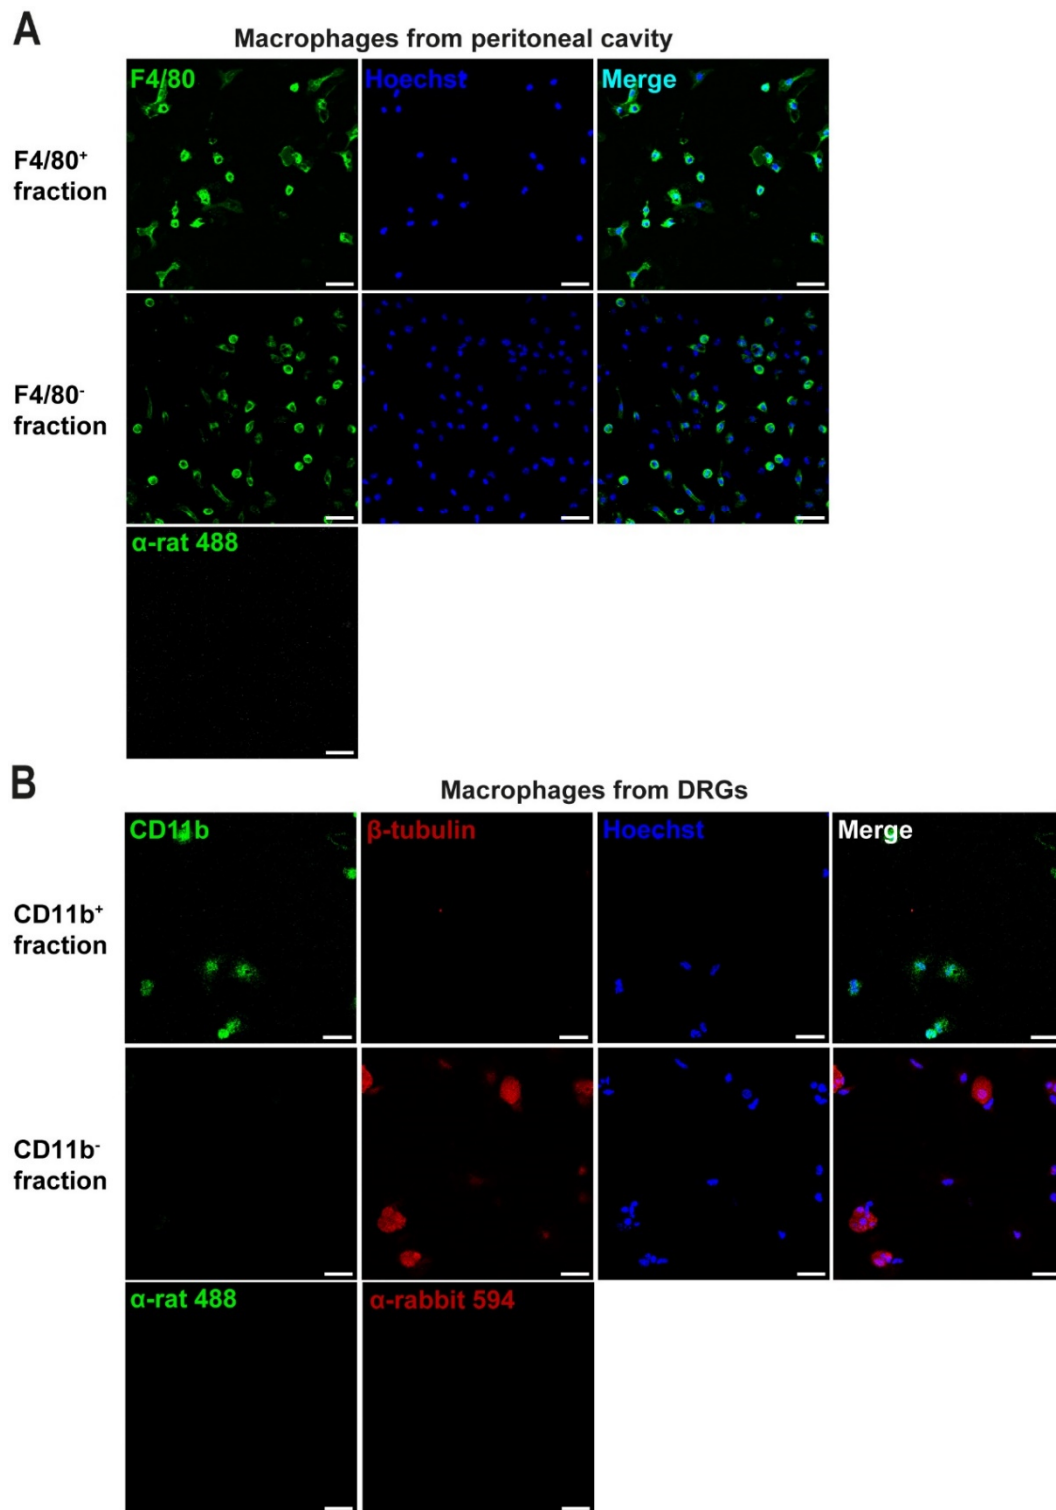 A
Macrophages from peritoneal cavity
F4/80 Hoechst Merge
F4/80⁺
fraction
F4/80⁻
fraction
α-rat 488
B
Macrophages from DRGs
CD11b β-tubulin Hoechst Merge
CD11b⁺
fraction
CD11b⁻
fraction
α-rat 488 α-rabbit 594